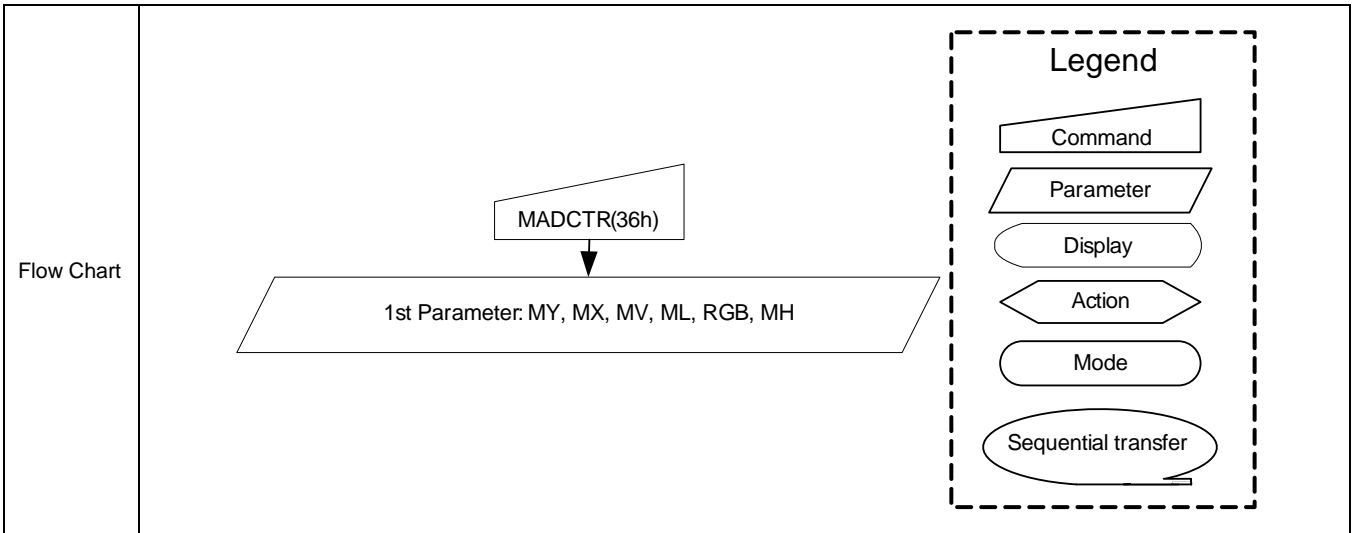 Flow Chart
MADCTR(36h)
1st Parameter: MY, MX, MV, ML, RGB, MH
Legend
Command
Parameter
Display
Action
Mode
Sequential transfer